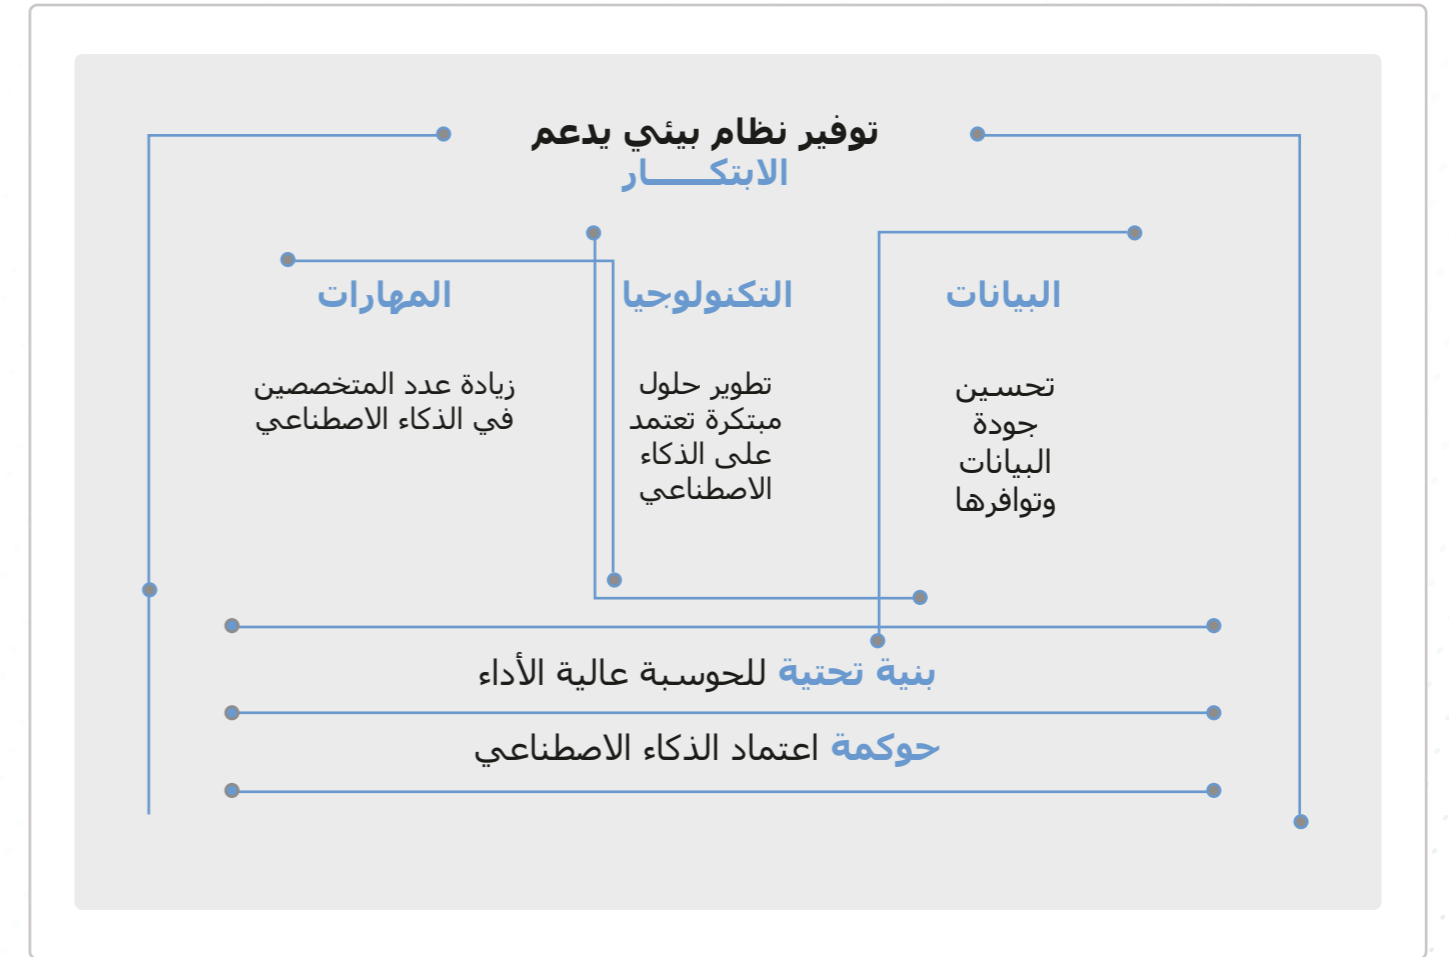 توفير نظام بيئي يدعم
الابتكــــــار
البيانات
تحسين
جودة
البيانات
وتوافرها
التكنولوجيا
تطوير حلول
مبتكرة تعتمد
على الذكاء
الاصطناعي
المهارات
زيادة عدد المتخصصين
في الذكاء الاصطناعي
بنية تحتية للحوسبة عالية الأداء
حوكمة اعتماد الذكاء الاصطناعي